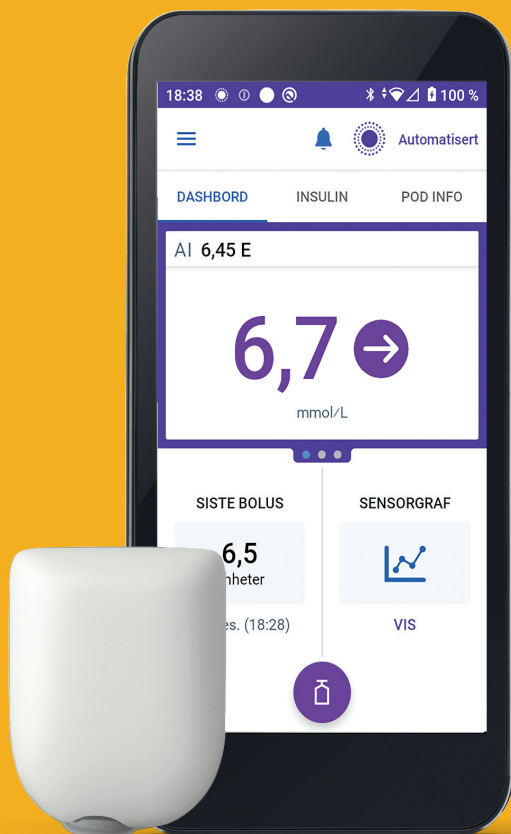 18:38 100 %
Automatisert
DASHBORD INSULIN POD INFO
AI 6,45 E
6,7
mmol/L
SISTE BOLUS SENSORGRAF
6,5
(18:28) VIS